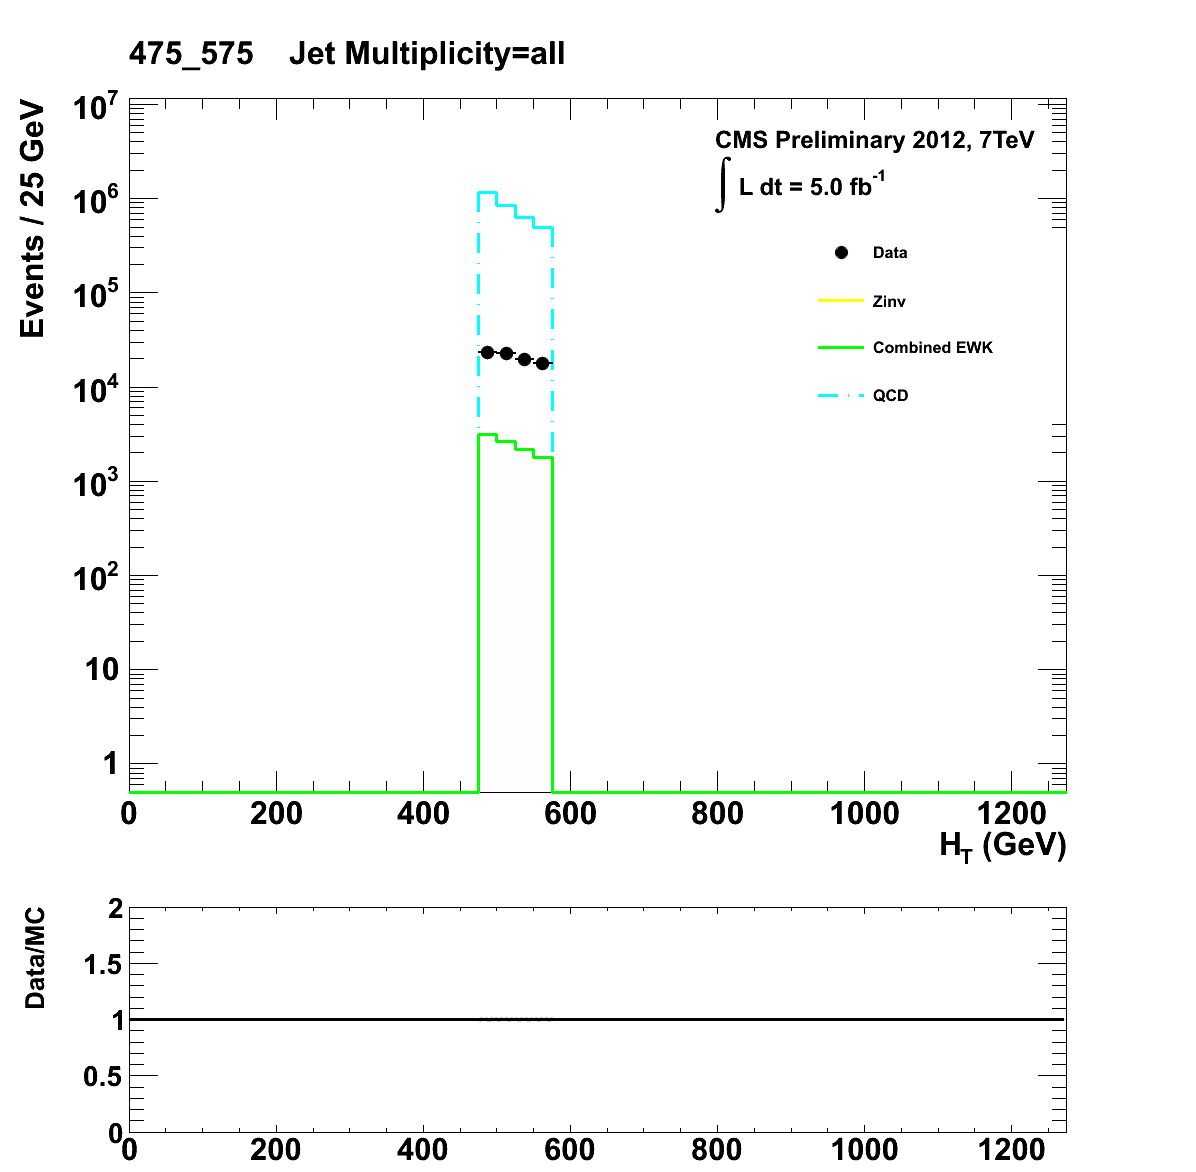 475_575 Jet Multiplicity=all
Events / 25 GeV
10^7
10^6
10^5
10^4
10^3
10^2
10
1
CMS Preliminary 2012, 7TeV
∫ L dt = 5.0 fb^-1
Data
Zinv
Combined EWK
QCD
0 200 400 600 800 1000 1200
H_T (GeV)
Data/MC
2
1.5
1
0.5
0
0 200 400 600 800 1000 1200